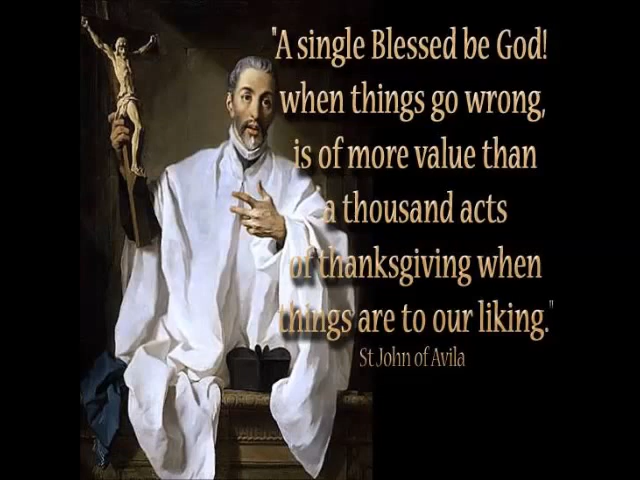 "A single Blessed be God!
when things go wrong,
is of more value than
a thousand acts
of thanksgiving when
things are to our liking."
St John of Avila